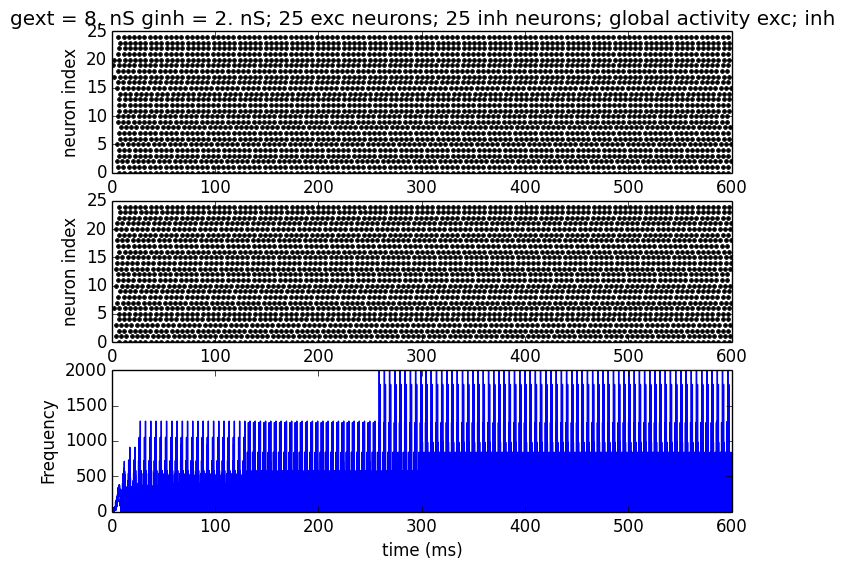 gext = 8. nS ginh = 2. nS; 25 exc neurons; 25 inh neurons; global activity exc; inh
25
20
15
10
5
0
neuron index
0 100 200 300 400 500 600
25
20
15
10
5
0
neuron index
0 100 200 300 400 500 600
2000
1500
1000
500
0
Frequency
0 100 200 300 400 500 600
time (ms)